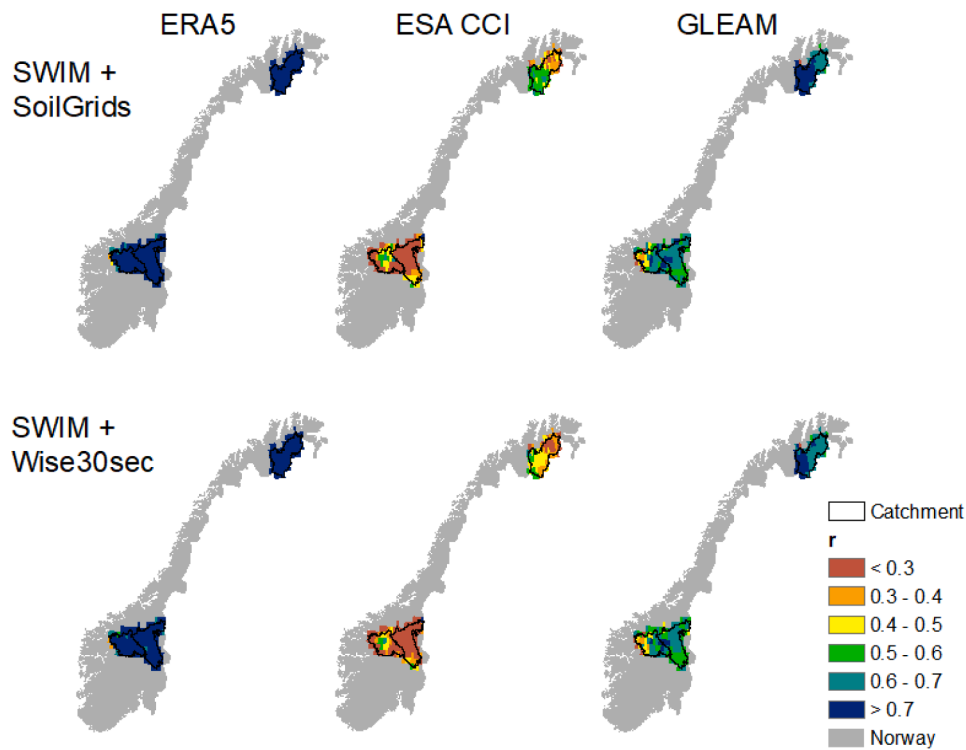 ERA5
ESA CCI
GLEAM
SWIM +
SoilGrids
SWIM +
Wise30sec
Catchment
r
< 0.3
0.3 - 0.4
0.4 - 0.5
0.5 - 0.6
0.6 - 0.7
> 0.7
Norway